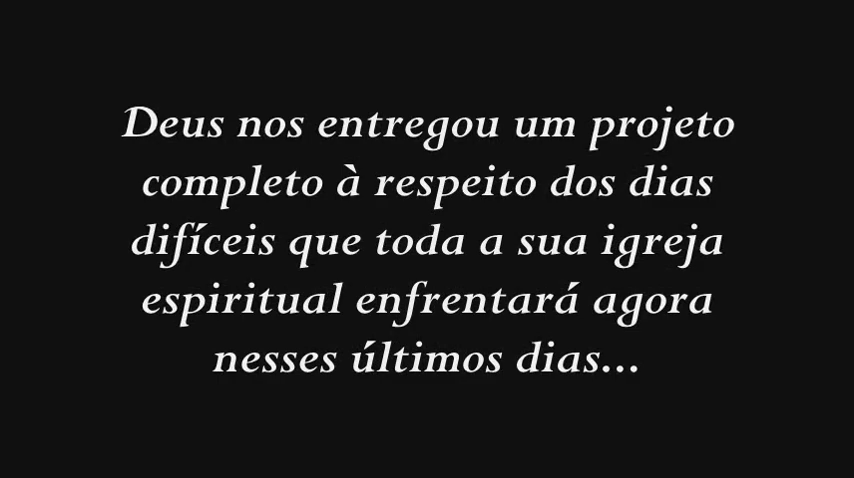 Deus nos entregou um projeto
completo à respeito dos dias
difíceis que toda a sua igreja
espiritual enfrentará agora
nesses últimos dias...